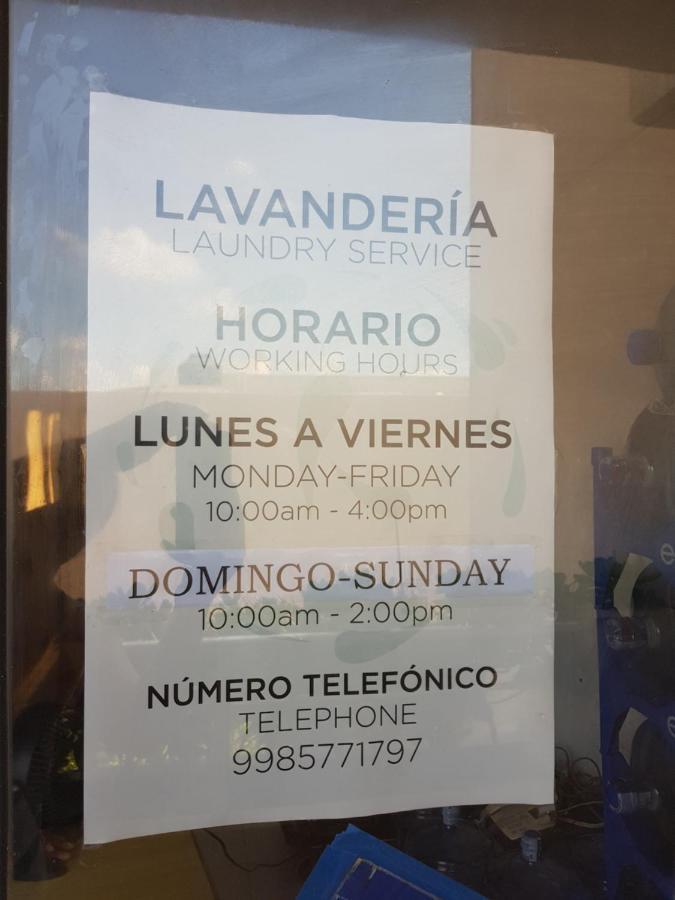 LAVANDERÍA
LAUNDRY SERVICE
HORARIO
WORKING HOURS
LUNES A VIERNES
MONDAY-FRIDAY
10:00am - 4:00pm
DOMINGO-SUNDAY
10:00am - 2:00pm
NÚMERO TELEFÓNICO
TELEPHONE
9985771797